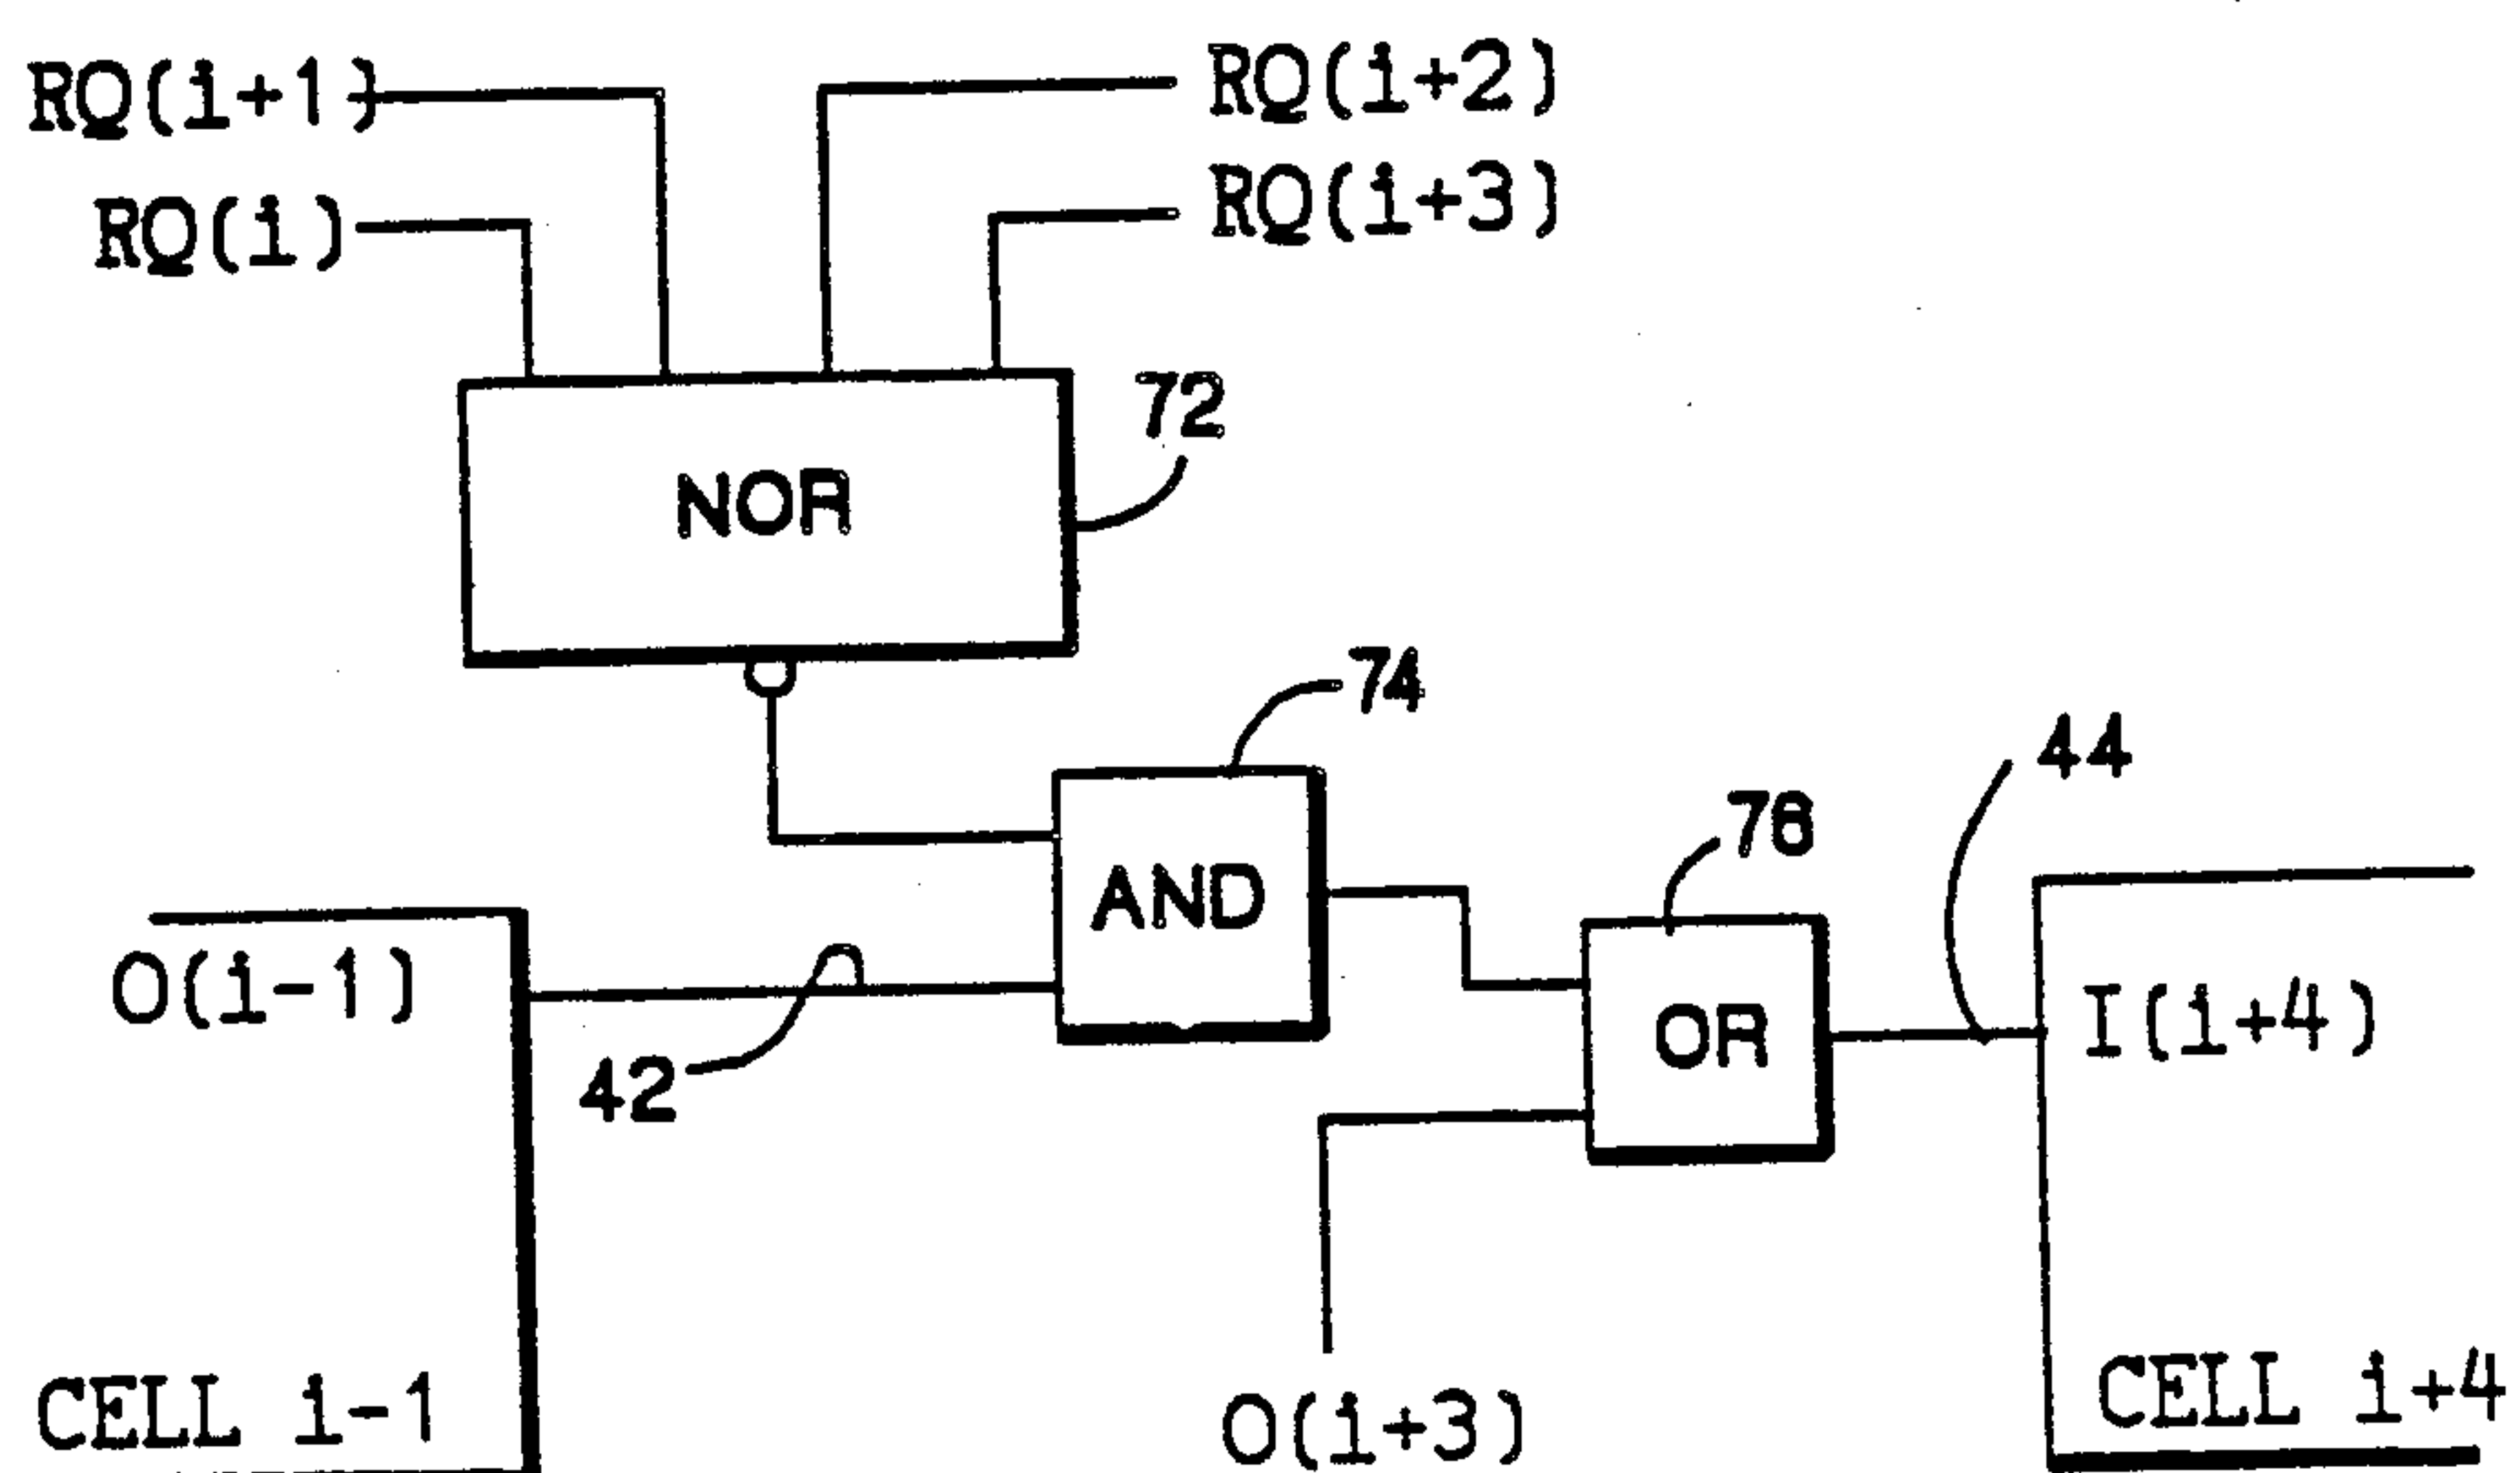 RQ(i+1)
RQ(i+2)
RQ(i)
RQ(i+3)
72
NOR
74
44
76
AND
O(i-1)
OR
I(i+4)
42
CELL i-1
O(i+3)
CELL i+4